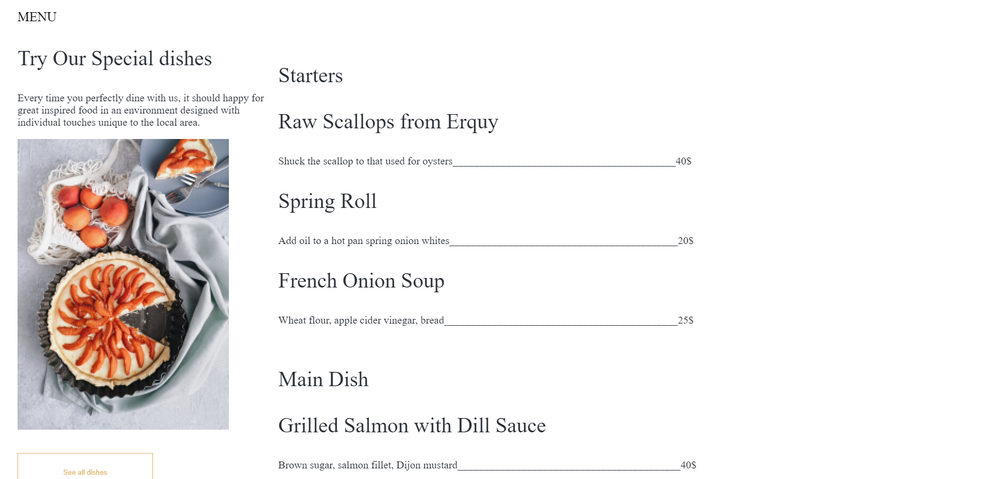 MENU
Try Our Special dishes
Every time you perfectly dine with us, it should happy for
great inspired food in an environment designed with
individual touches unique to the local area.
See all dishes
Starters
Raw Scallops from Erquy
Shuck the scallop to that used for oysters__________________________________________40$
Spring Roll
Add oil to a hot pan spring onion whites___________________________________________20$
French Onion Soup
Wheat flour, apple cider vinegar, bread____________________________________________25$
Main Dish
Grilled Salmon with Dill Sauce
Brown sugar, salmon fillet, Dijon mustard__________________________________________40$